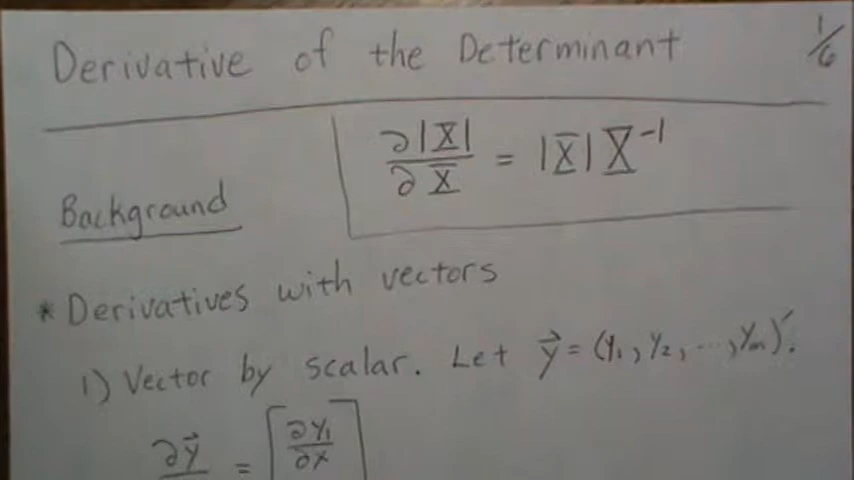 Derivative of the Determinant 1/6
∂|X|/∂X = |X| X⁻¹
Background
* Derivatives with vectors
1) Vector by scalar. Let y⃗ = (y₁, y₂, ..., yₘ)′.
∂y⃗ = [∂y₁/∂x]